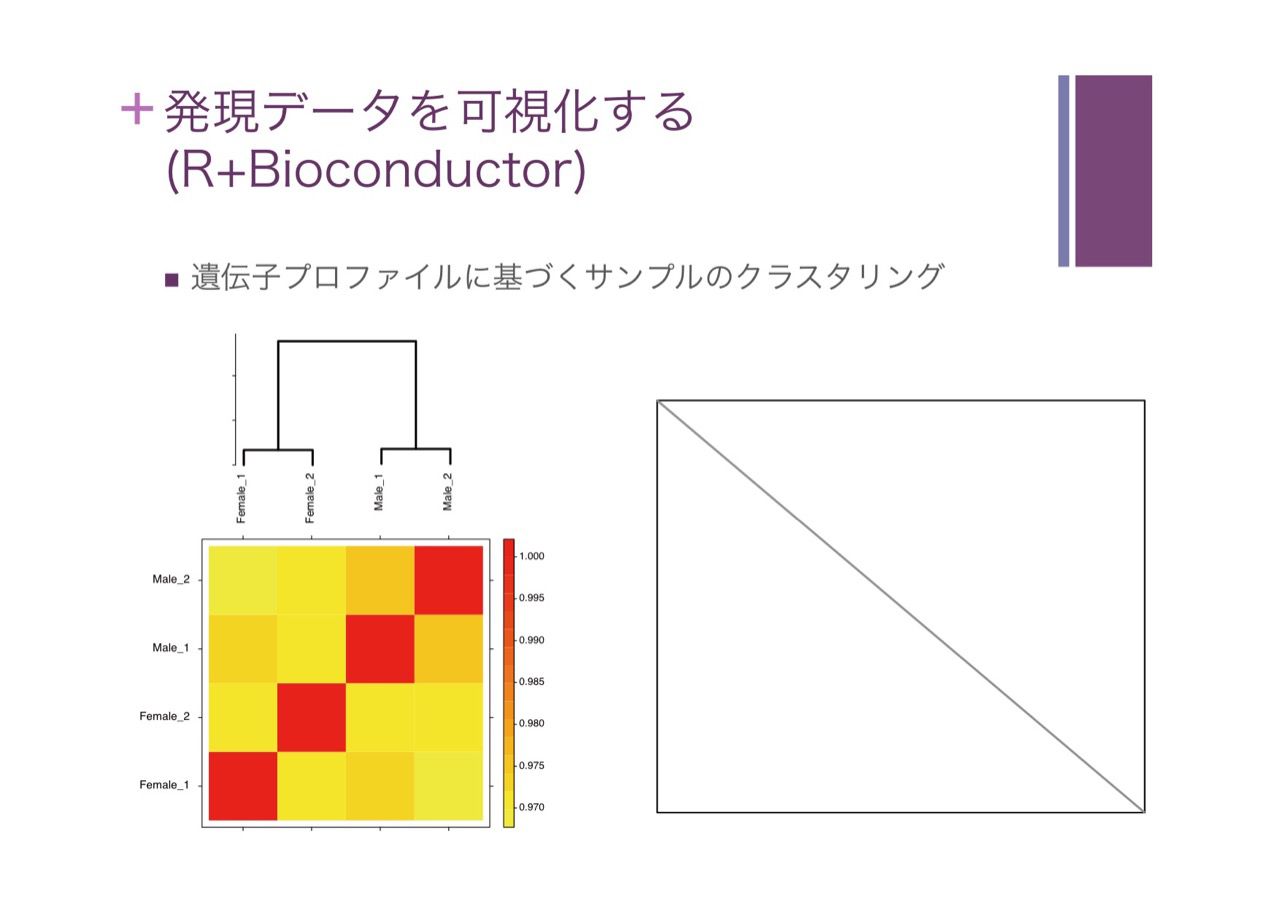 + 発現データを可視化する
(R+Bioconductor)
■ 遺伝子プロファイルに基づくサンプルのクラスタリング
Female_1
Female_2
Male_1
Male_2
Male_2
Male_1
Female_2
Female_1
1.000
0.995
0.990
0.985
0.980
0.975
0.970